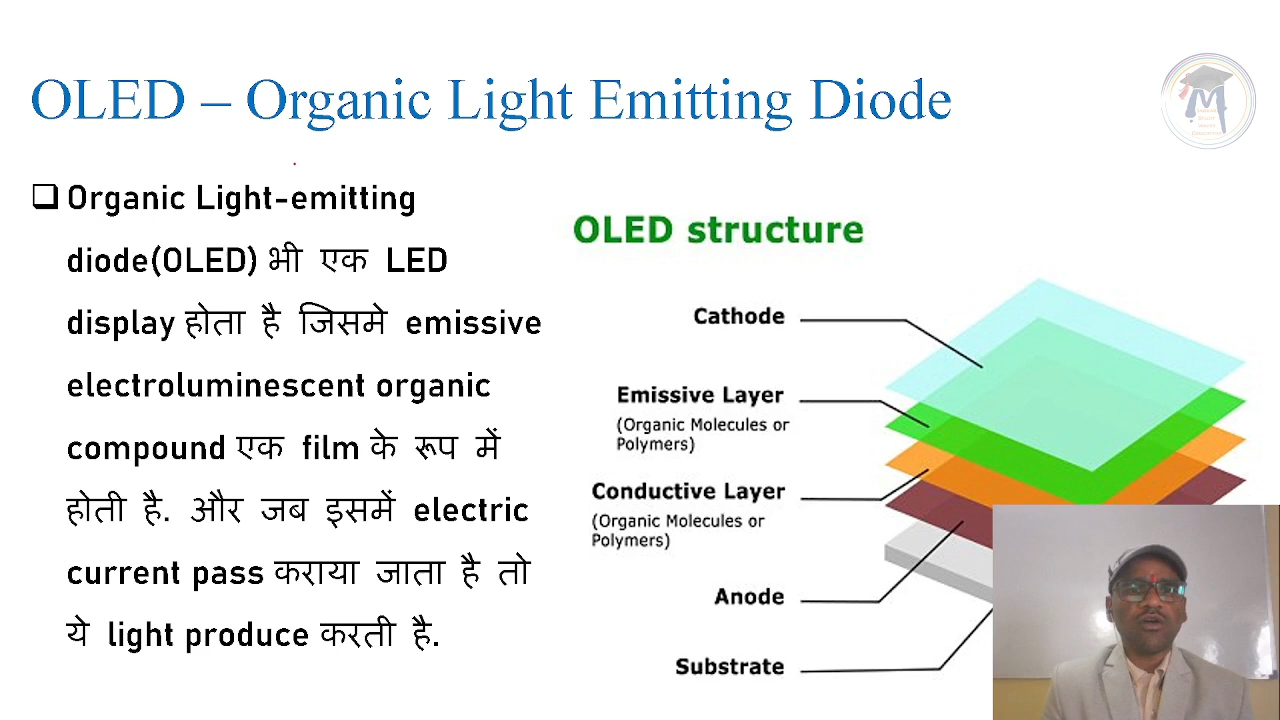 OLED – Organic Light Emitting Diode
❑ Organic Light-emitting
diode(OLED) भी एक LED
display होता है जिसमे emissive
electroluminescent organic
compound एक film के रूप में
होती है. और जब इसमें electric
current pass कराया जाता है तो
ये light produce करती है.
OLED structure
Cathode
Emissive Layer
(Organic Molecules or
Polymers)
Conductive Layer
(Organic Molecules or
Polymers)
Anode
Substrate
M